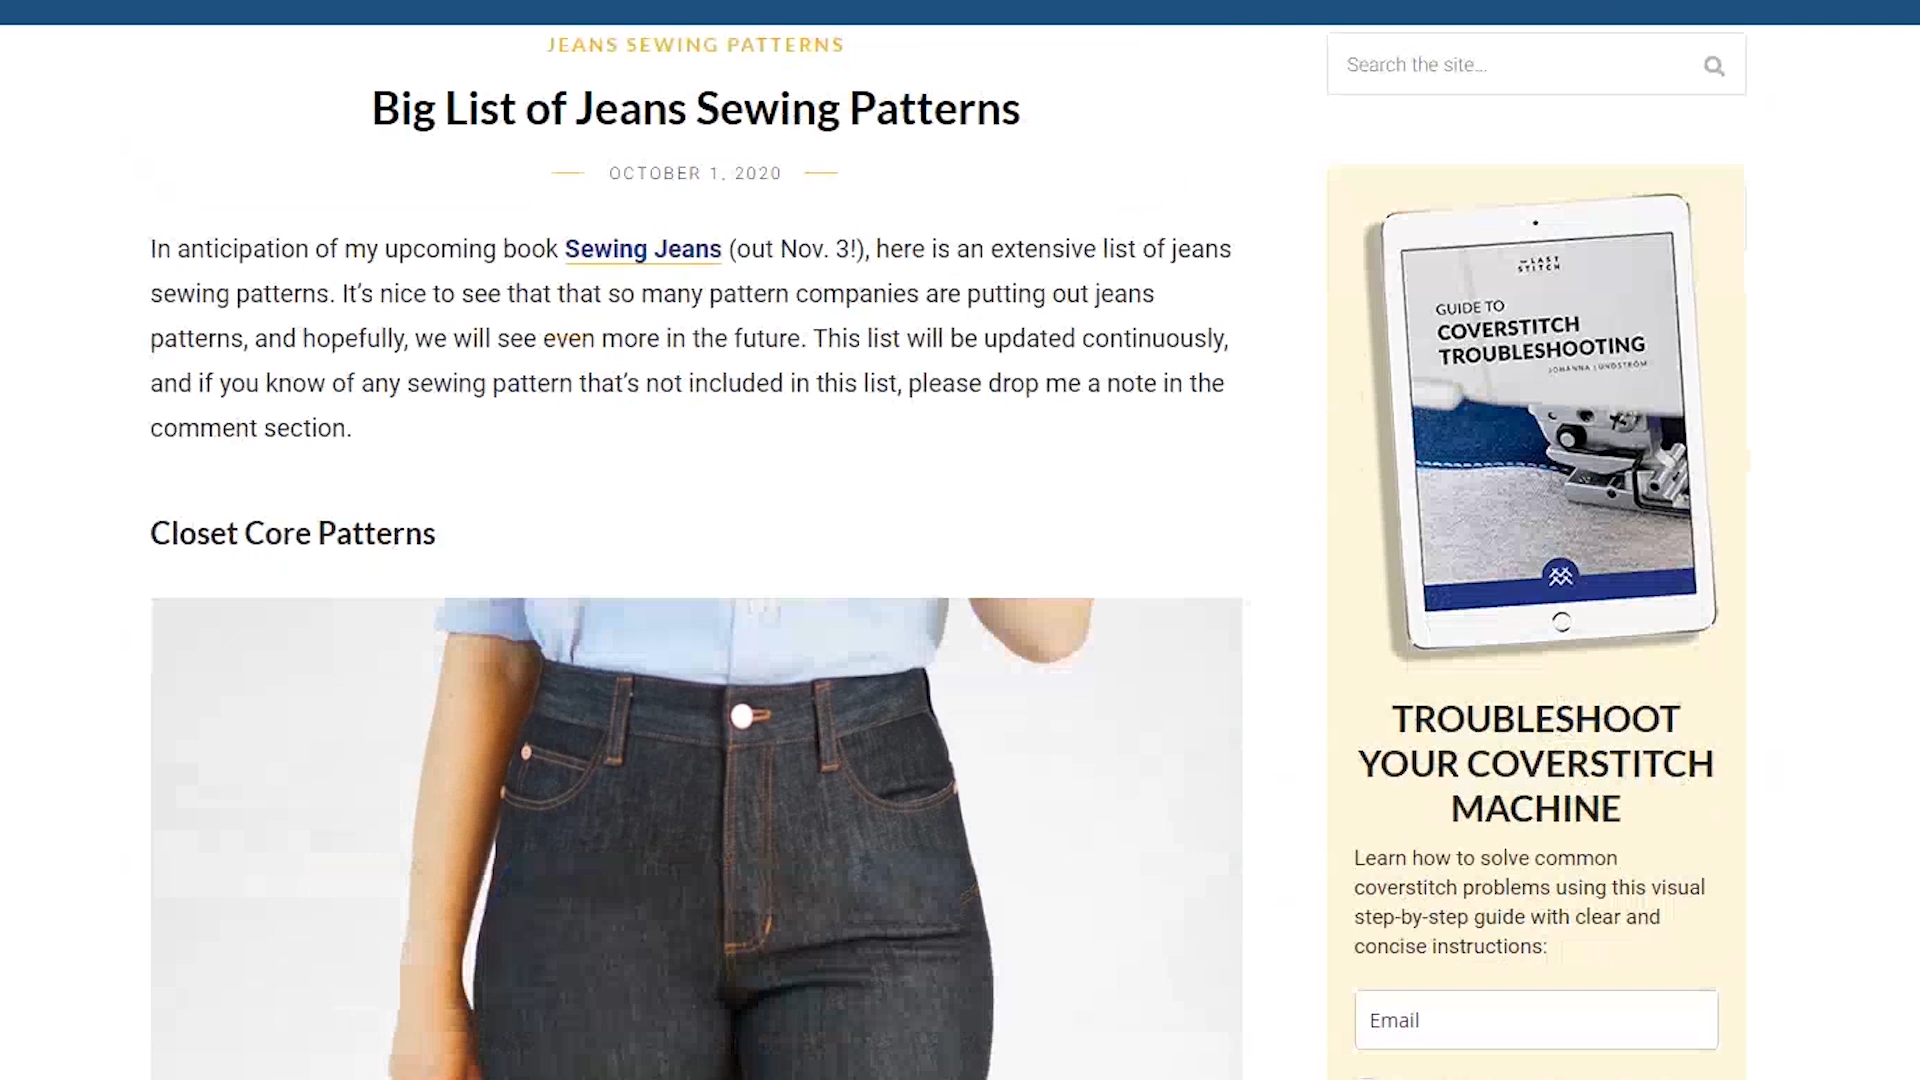 JEANS SEWING PATTERNS
Big List of Jeans Sewing Patterns
OCTOBER 1, 2020
In anticipation of my upcoming book Sewing Jeans (out Nov. 3!), here is an extensive list of jeans
sewing patterns. It’s nice to see that that so many pattern companies are putting out jeans
patterns, and hopefully, we will see even more in the future. This list will be updated continuously,
and if you know of any sewing pattern that’s not included in this list, please drop me a note in the
comment section.
Closet Core Patterns
Search the site...
THE LAST
STITCH
GUIDE TO
COVERSTITCH
TROUBLESHOOTING
JOHANNA LUNDSTRÖM
TROUBLESHOOT
YOUR COVERSTITCH
MACHINE
Learn how to solve common
coverstitch problems using this visual
step-by-step guide with clear and
concise instructions:
Email